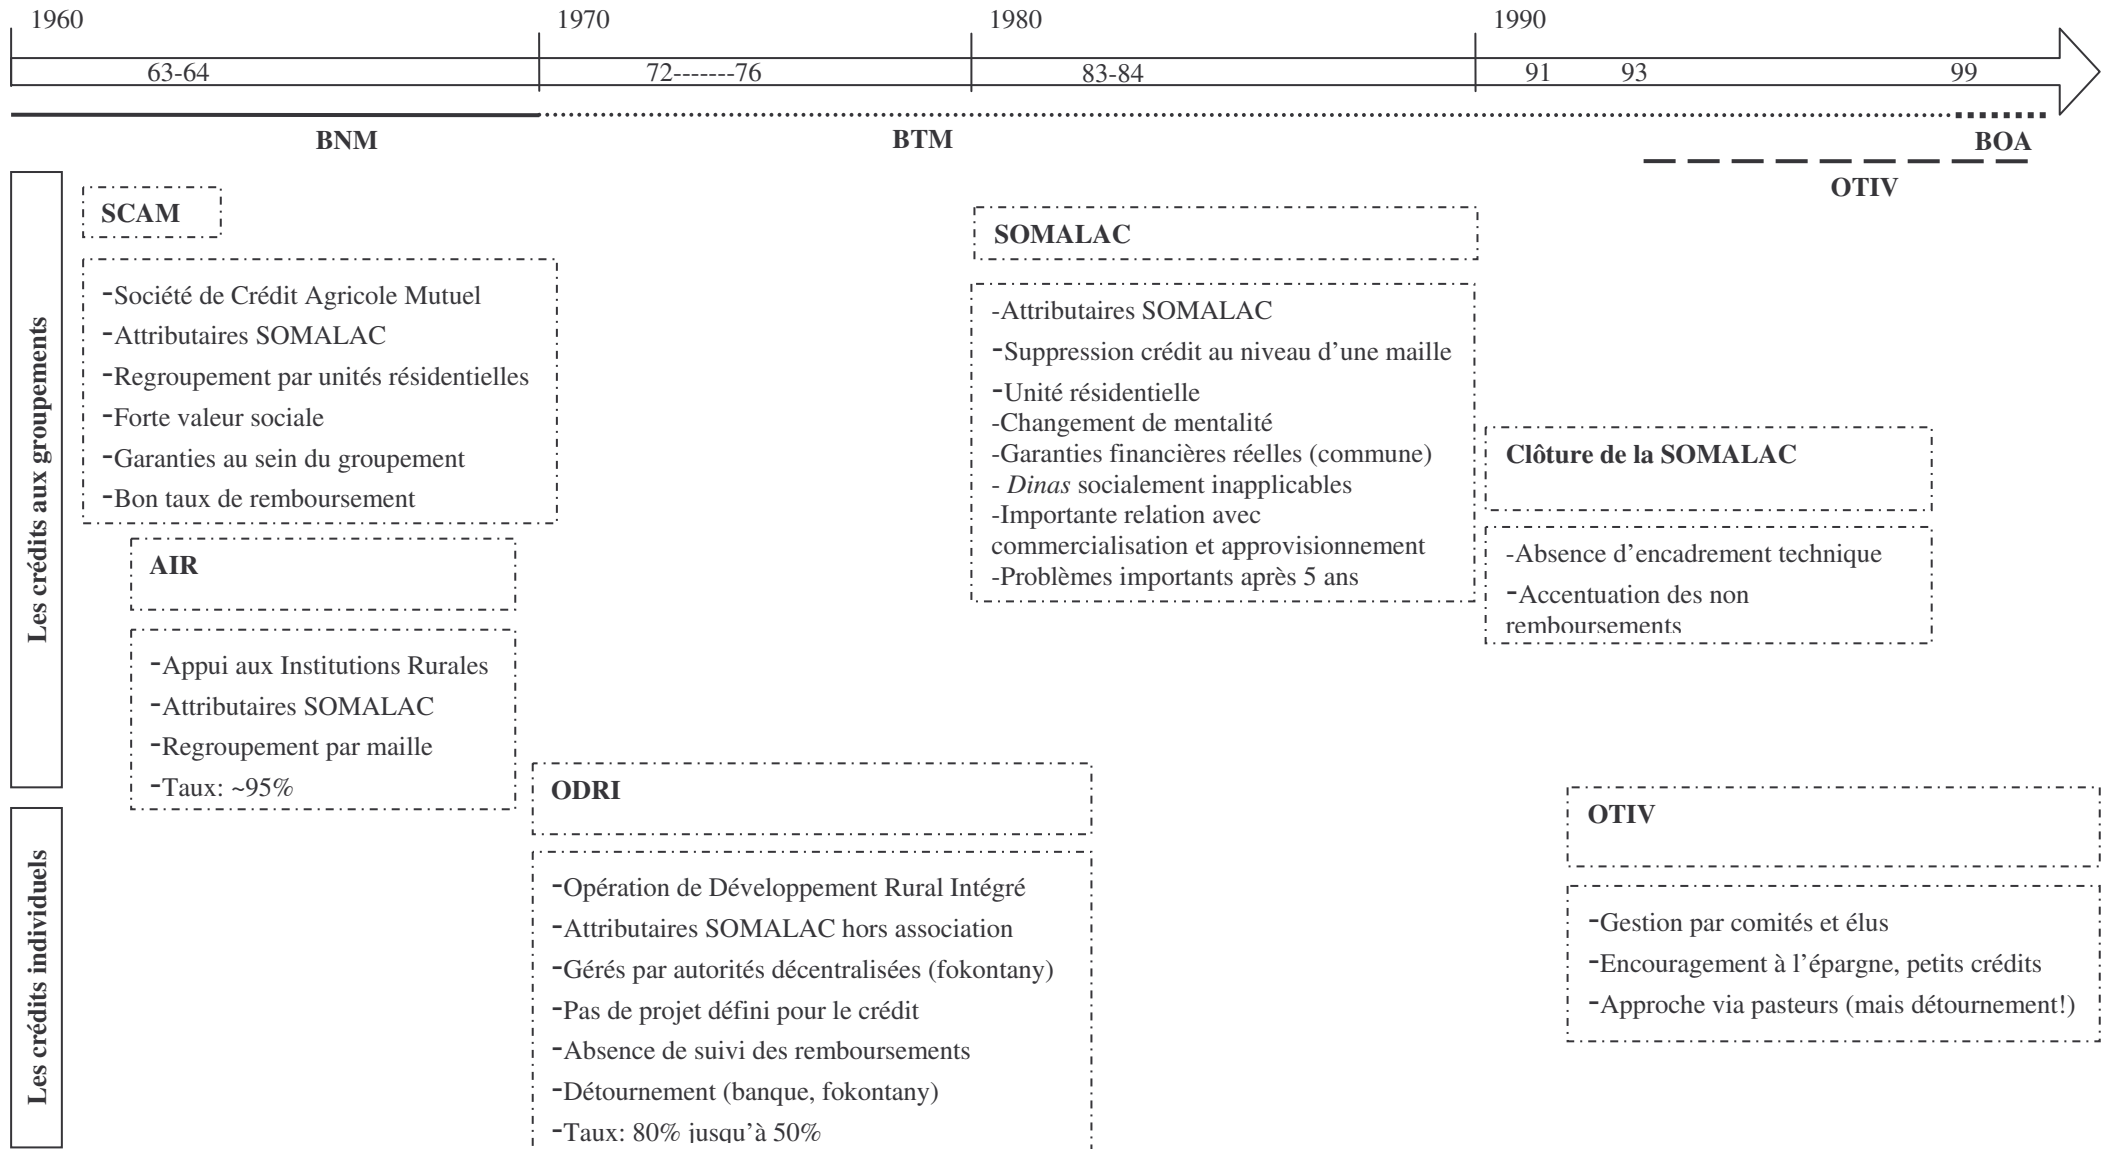 1960
1970
1980
1990
63-64
72-------76
83-84
91
93
99
BNM
BTM
BOA
OTIV
Les crédits aux groupements
SCAM
-Société de Crédit Agricole Mutuel
-Attributaires SOMALAC
-Regroupement par unités résidentielles
-Forte valeur sociale
-Garanties au sein du groupement
-Bon taux de remboursement
AIR
-Appui aux Institutions Rurales
-Attributaires SOMALAC
-Regroupement par maille
-Taux: ~95%
SOMALAC
-Attributaires SOMALAC
-Suppression crédit au niveau d’une maille
-Unité résidentielle
-Changement de mentalité
-Garanties financières réelles (commune)
- Dinas socialement inapplicables
-Importante relation avec
commercialisation et approvisionnement
-Problèmes importants après 5 ans
Clôture de la SOMALAC
-Absence d’encadrement technique
-Accentuation des non
remboursements
Les crédits individuels
ODRI
-Opération de Développement Rural Intégré
-Attributaires SOMALAC hors association
-Gérés par autorités décentralisées (fokontany)
-Pas de projet défini pour le crédit
-Absence de suivi des remboursements
-Détournement (banque, fokontany)
-Taux: 80% jusqu’à 50%
OTIV
-Gestion par comités et élus
-Encouragement à l’épargne, petits crédits
-Approche via pasteurs (mais détournement!)